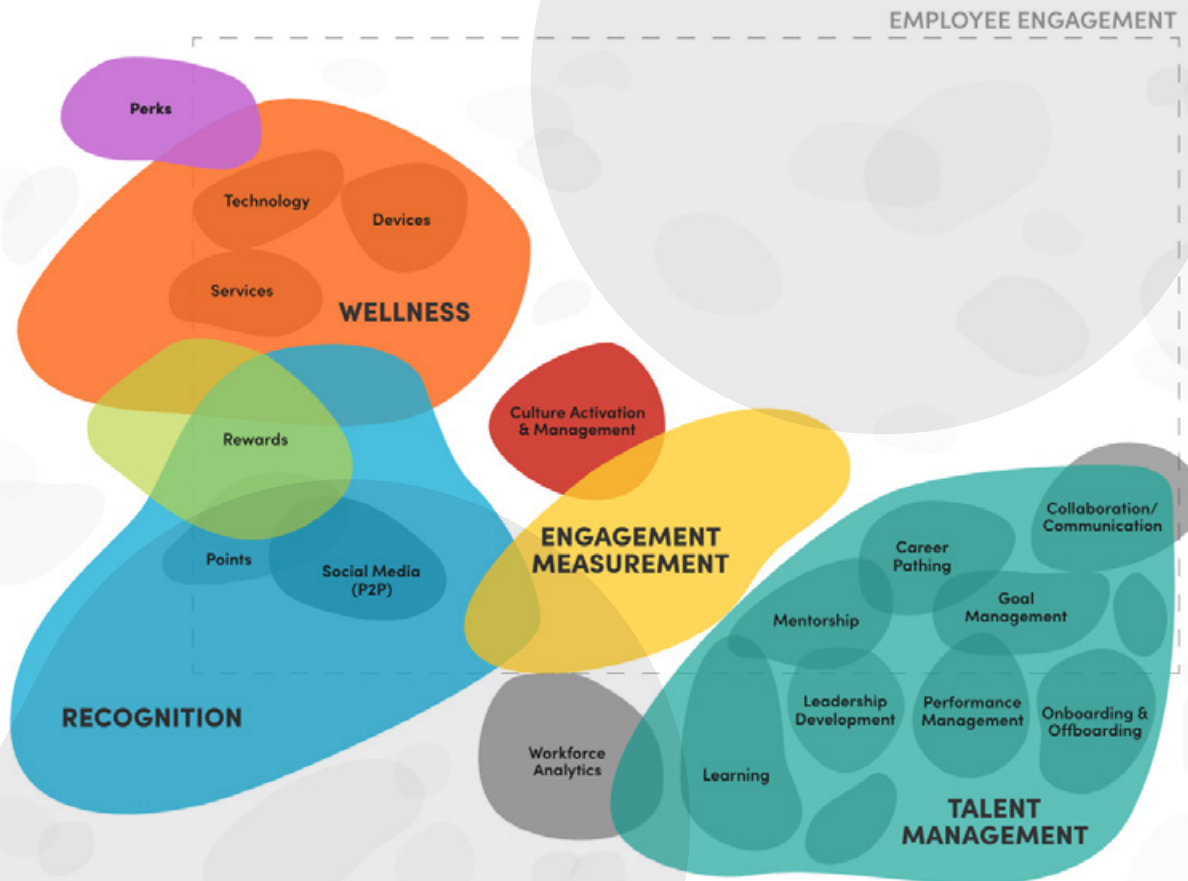 EMPLOYEE ENGAGEMENT
Perks
Technology
Devices
Services
WELLNESS
Culture Activation
& Management
Rewards
ENGAGEMENT
MEASUREMENT
Points
Social Media
(P2P)
RECOGNITION
Workforce
Analytics
Collaboration/
Communication
Career
Pathing
Goal
Management
Mentorship
Leadership
Development
Performance
Management
Onboarding &
Offboarding
Learning
TALENT
MANAGEMENT